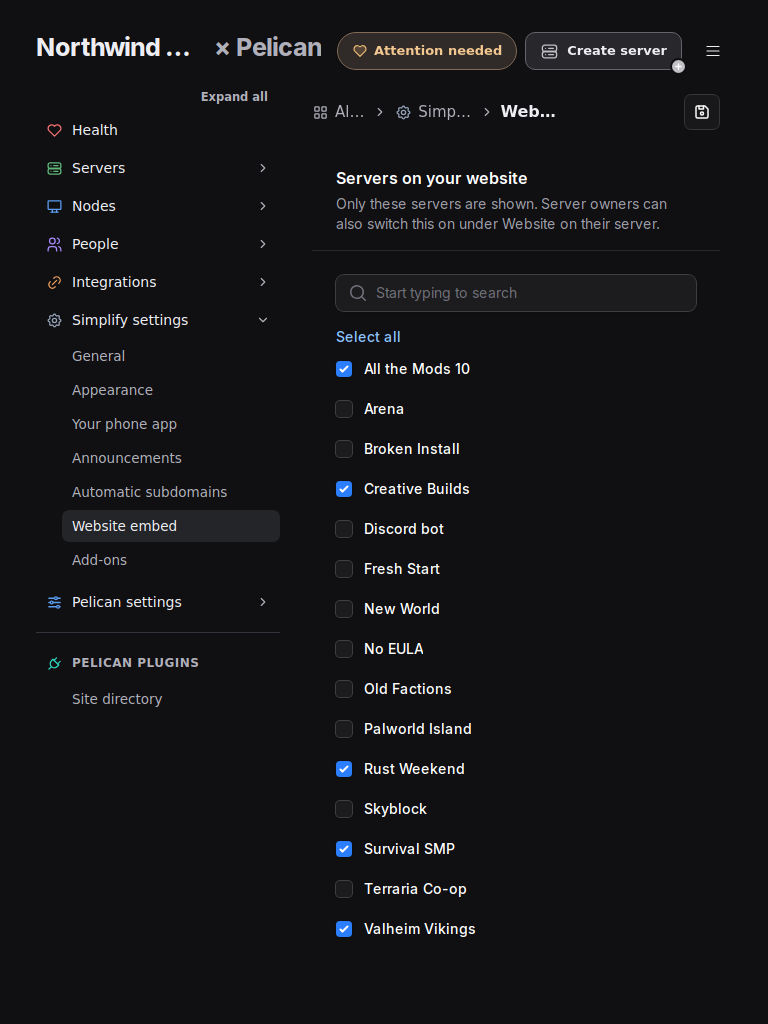 Northwind ... × Pelican
Attention needed
Create server
Expand all
Health
Servers
Nodes
People
Integrations
Simplify settings
General
Appearance
Your phone app
Announcements
Automatic subdomains
Website embed
Add-ons
Pelican settings
PELICAN PLUGINS
Site directory
Al... > Simp... > Web...
Servers on your website
Only these servers are shown. Server owners can
also switch this on under Website on their server.
Start typing to search
Select all
All the Mods 10
Arena
Broken Install
Creative Builds
Discord bot
Fresh Start
New World
No EULA
Old Factions
Palworld Island
Rust Weekend
Skyblock
Survival SMP
Terraria Co-op
Valheim Vikings